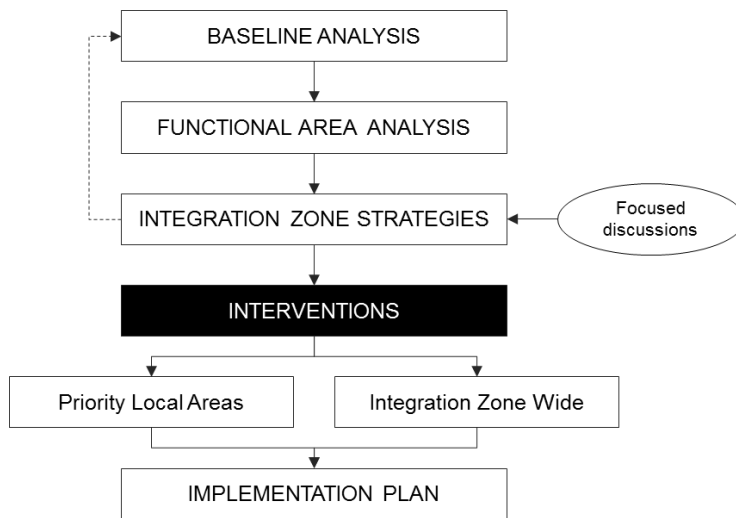 BASELINE ANALYSIS
FUNCTIONAL AREA ANALYSIS
INTEGRATION ZONE STRATEGIES
Focused
discussions
INTERVENTIONS
Priority Local Areas
Integration Zone Wide
IMPLEMENTATION PLAN